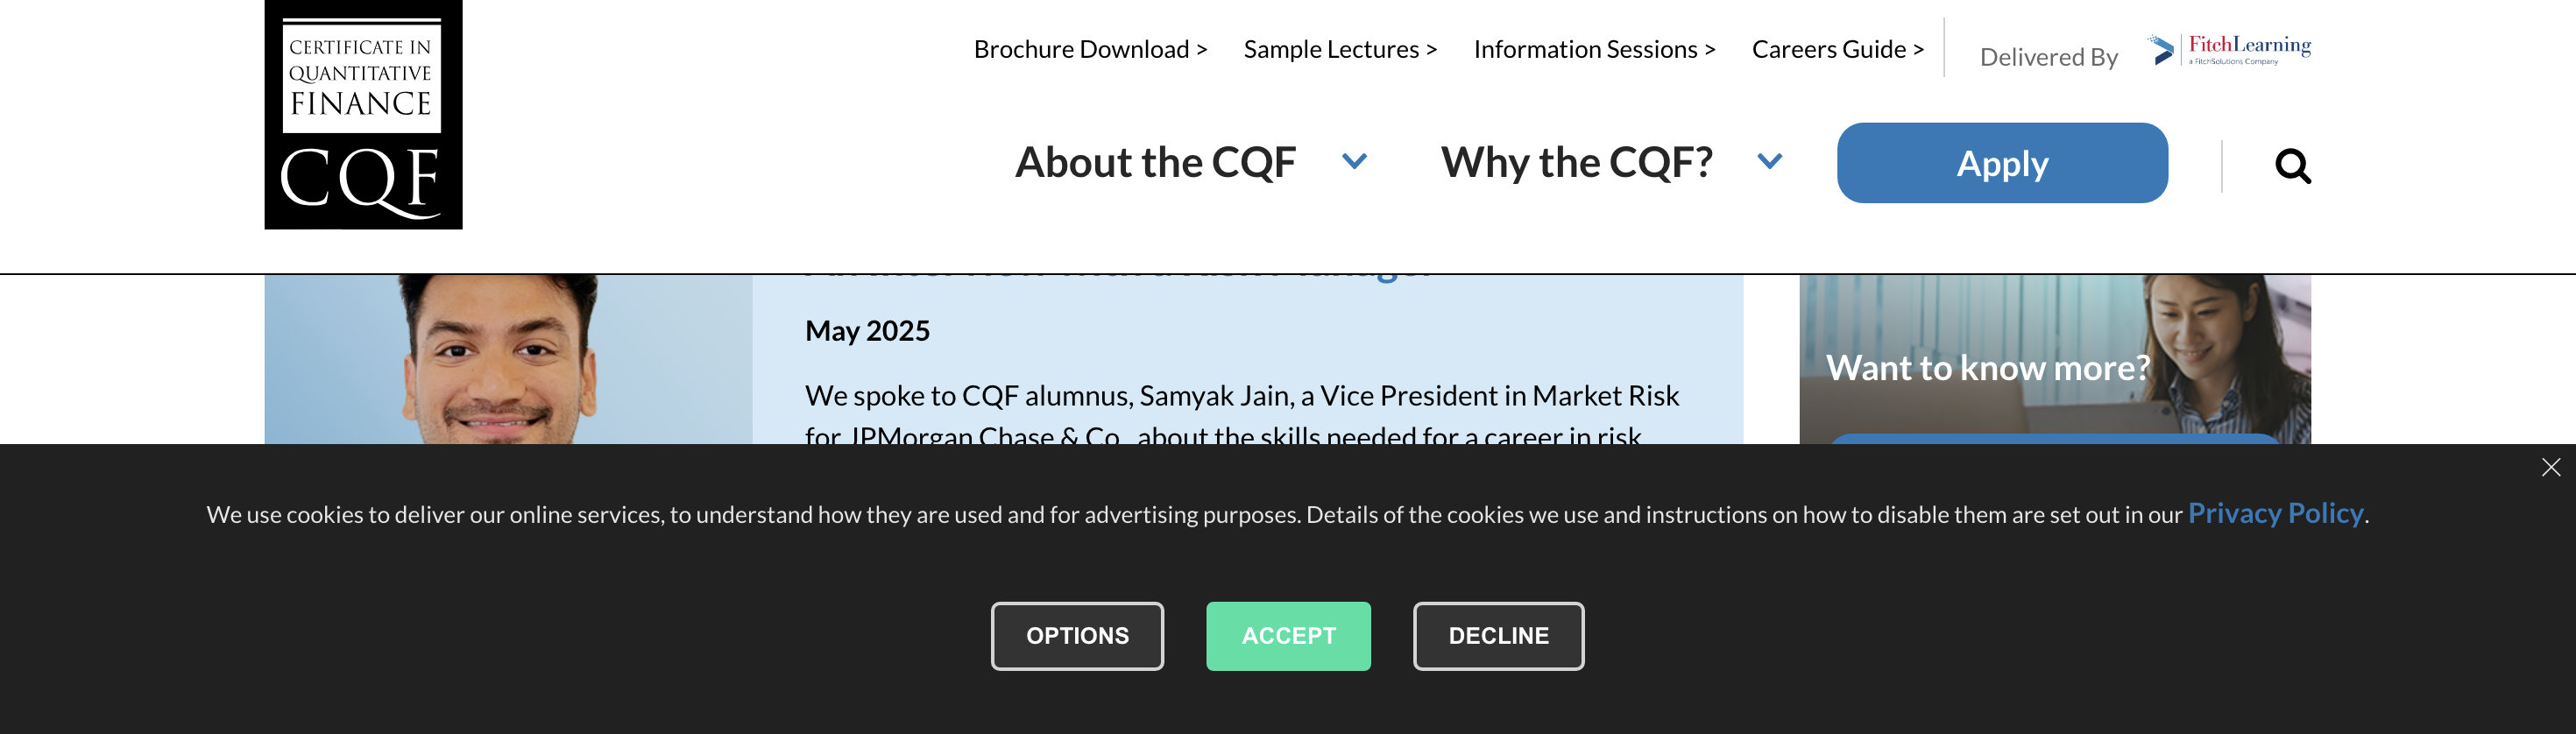 CERTIFICATE IN
QUANTITATIVE
FINANCE
CQF
Brochure Download >
Sample Lectures >
Information Sessions >
Careers Guide >
Delivered By
FitchLearning
a FitchSolutions Company
About the CQF
Why the CQF?
Apply
May 2025
We spoke to CQF alumnus, Samyak Jain, a Vice President in Market Risk
for JPMorgan Chase & Co., about the skills needed for a career in risk
Want to know more?
We use cookies to deliver our online services, to understand how they are used and for advertising purposes. Details of the cookies we use and instructions on how to disable them are set out in our Privacy Policy.
OPTIONS
ACCEPT
DECLINE